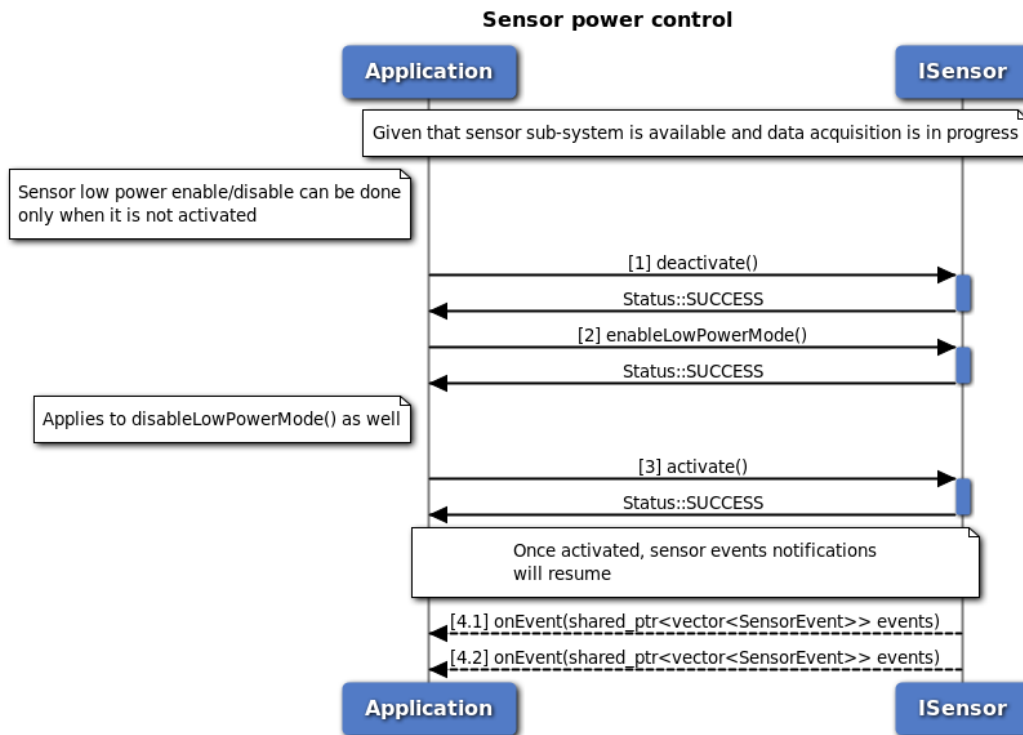 Sensor power control
Application
ISensor
Given that sensor sub-system is available and data acquisition is in progress
Sensor low power enable/disable can be done
only when it is not activated
[1] deactivate()
Status::SUCCESS
[2] enableLowPowerMode()
Status::SUCCESS
Applies to disableLowPowerMode() as well
[3] activate()
Status::SUCCESS
Once activated, sensor events notifications
will resume
[4.1] onEvent(shared_ptr<vector<SensorEvent>> events)
[4.2] onEvent(shared_ptr<vector<SensorEvent>> events)
Application
ISensor